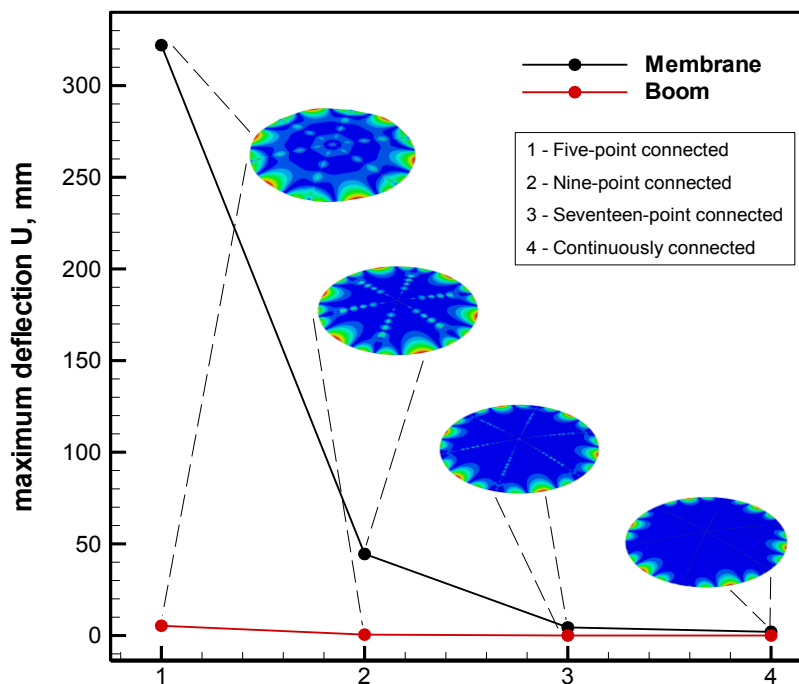 300
250
200
150
100
50
0
maximum deflection U, mm
Membrane
Boom
1 - Five-point connected
2 - Nine-point connected
3 - Seventeen-point connected
4 - Continuously connected
1 2 3 4